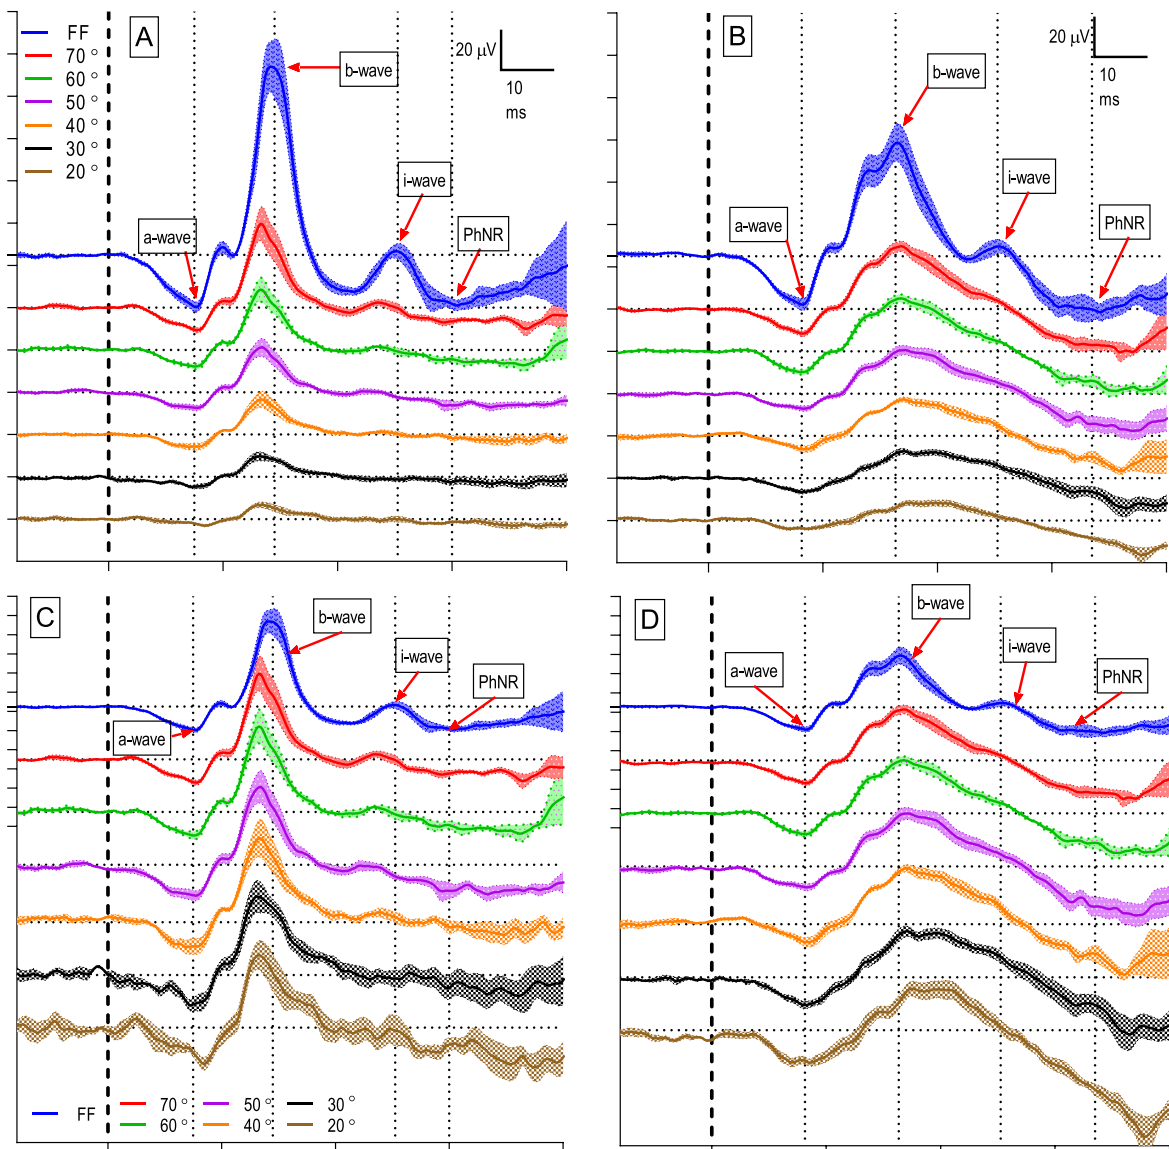 FF
70 °
60 °
50 °
40 °
30 °
20 °
A
b-wave
20 µV
10
ms
i-wave
a-wave
PhNR
B
b-wave
20 µV
10
ms
i-wave
a-wave
PhNR
C
b-wave
i-wave
PhNR
a-wave
FF
70 °
60 °
50 °
40 °
30 °
20 °
D
b-wave
i-wave
a-wave
PhNR